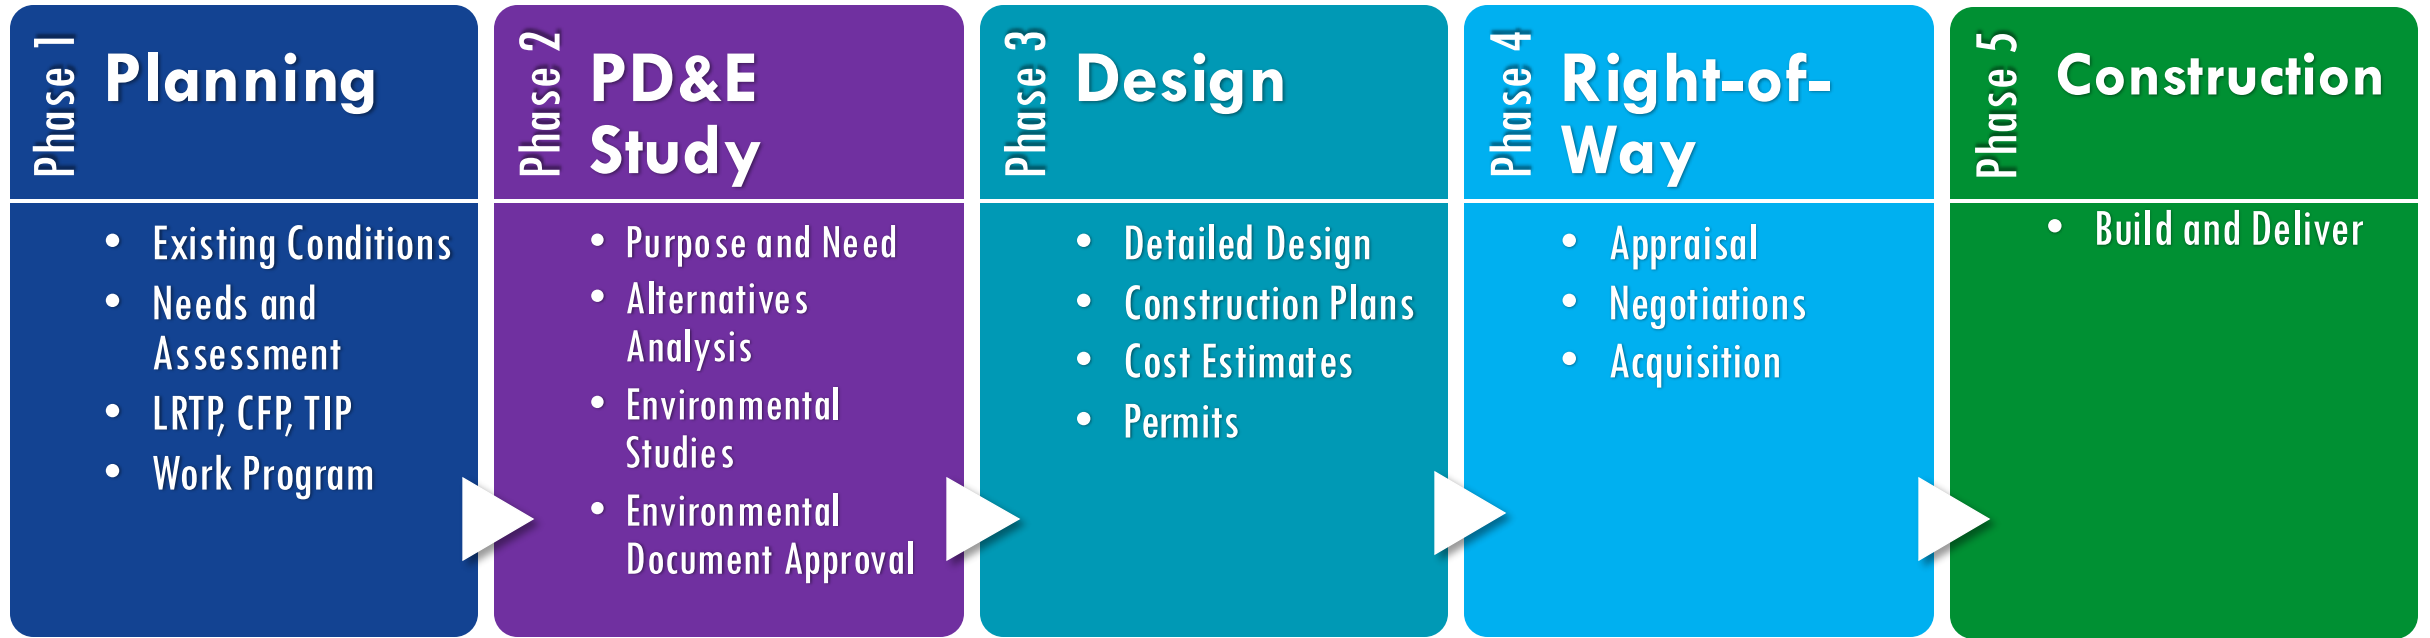 Phase 1
Planning
• Existing Conditions
• Needs and
Assessment
• LRTP, CFP, TIP
• Work Program
Phase 2
PD&E
Study
• Purpose and Need
• Alternatives
Analysis
• Environmental
Studies
• Environmental
Document Approval
Phase 3
Design
• Detailed Design
• Construction Plans
• Cost Estimates
• Permits
Phase 4
Right-of-
Way
• Appraisal
• Negotiations
• Acquisition
Phase 5
Construction
• Build and Deliver